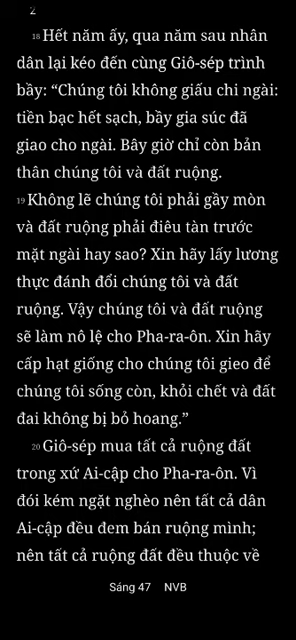 2
18 Hết năm ấy, qua năm sau nhân
dân lại kéo đến cùng Giô-sép trình
bầy: “Chúng tôi không giấu chi ngài:
tiền bạc hết sạch, bầy gia súc đã
giao cho ngài. Bây giờ chỉ còn bản
thân chúng tôi và đất ruộng.
19 Không lẽ chúng tôi phải gầy mòn
và đất ruộng phải điêu tàn trước
mặt ngài hay sao? Xin hãy lấy lương
thực đánh đổi chúng tôi và đất
ruộng. Vậy chúng tôi và đất ruộng
sẽ làm nô lệ cho Pha-ra-ôn. Xin hãy
cấp hạt giống cho chúng tôi gieo để
chúng tôi sống còn, khỏi chết và đất
đai không bị bỏ hoang.”
20 Giô-sép mua tất cả ruộng đất
trong xứ Ai-cập cho Pha-ra-ôn. Vì
đói kém ngặt nghèo nên tất cả dân
Ai-cập đều đem bán ruộng mình;
nên tất cả ruộng đất đều thuộc về
Sáng 47 NVB